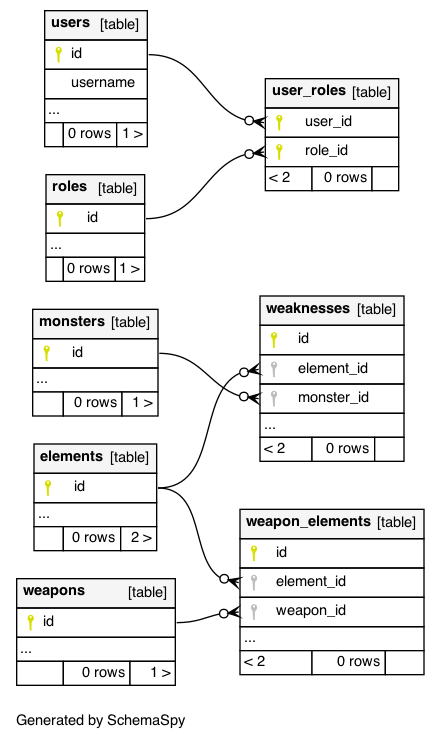 users [table]
id
username
...
0 rows 1 >
user_roles [table]
user_id
role_id
< 2 0 rows
roles [table]
id
...
0 rows 1 >
monsters [table]
id
...
0 rows 1 >
weaknesses [table]
id
element_id
monster_id
...
< 2 0 rows
elements [table]
id
...
0 rows 2 >
weapon_elements [table]
id
element_id
weapon_id
...
< 2 0 rows
weapons [table]
id
...
0 rows 1 >
Generated by SchemaSpy